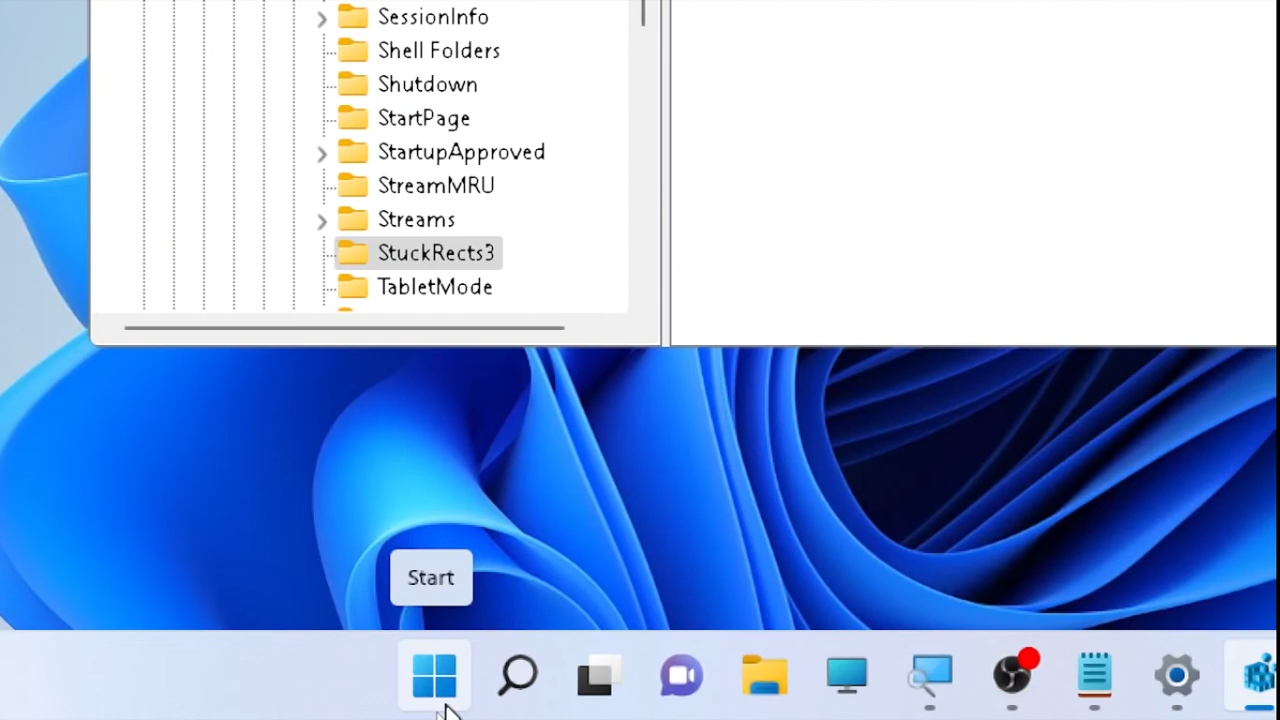 SessionInfo
Shell Folders
Shutdown
StartPage
StartupApproved
StreamMRU
Streams
StuckRects3
TabletMode
Start